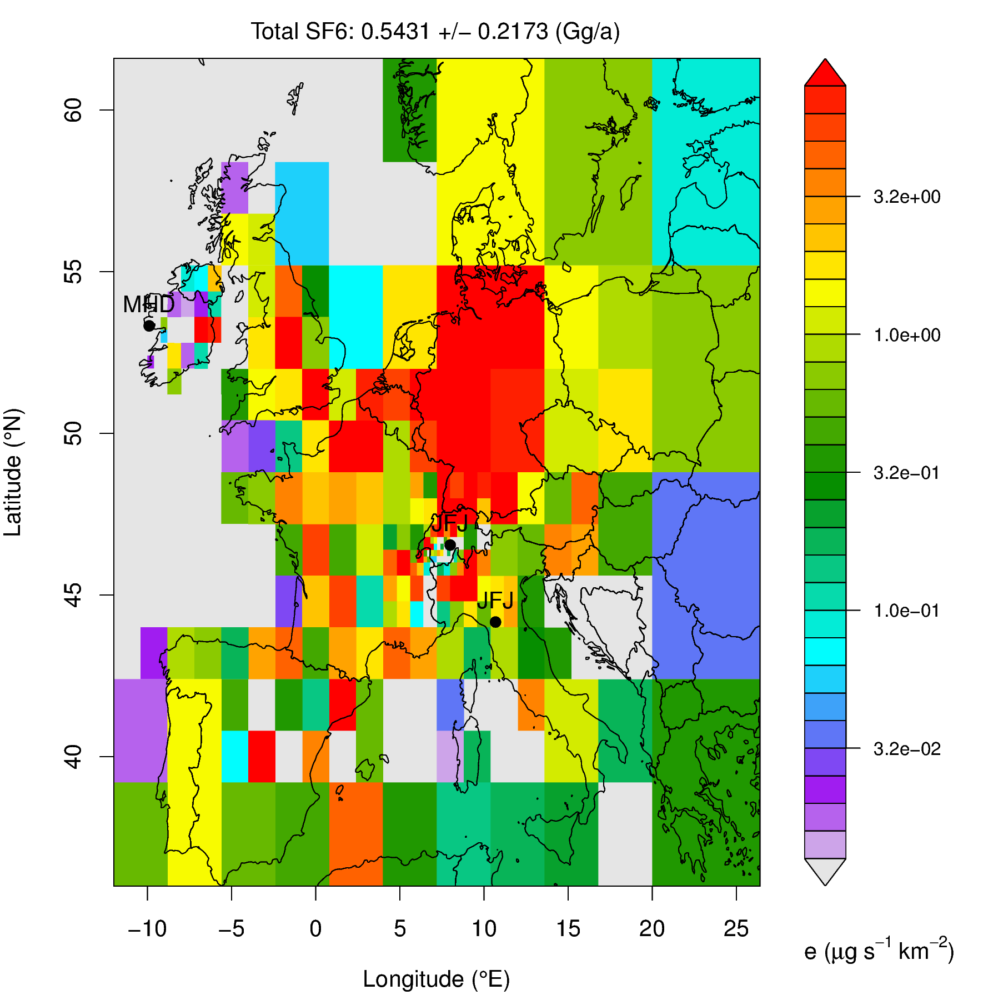 Total SF6: 0.5431 +/− 0.2173 (Gg/a)
60
55
50
45
40
Latitude (°N)
MHD
JFJ
JFJ
−10 −5 0 5 10 15 20 25
Longitude (°E)
3.2e+00
1.0e+00
3.2e−01
1.0e−01
3.2e−02
e (μg s⁻¹ km⁻²)